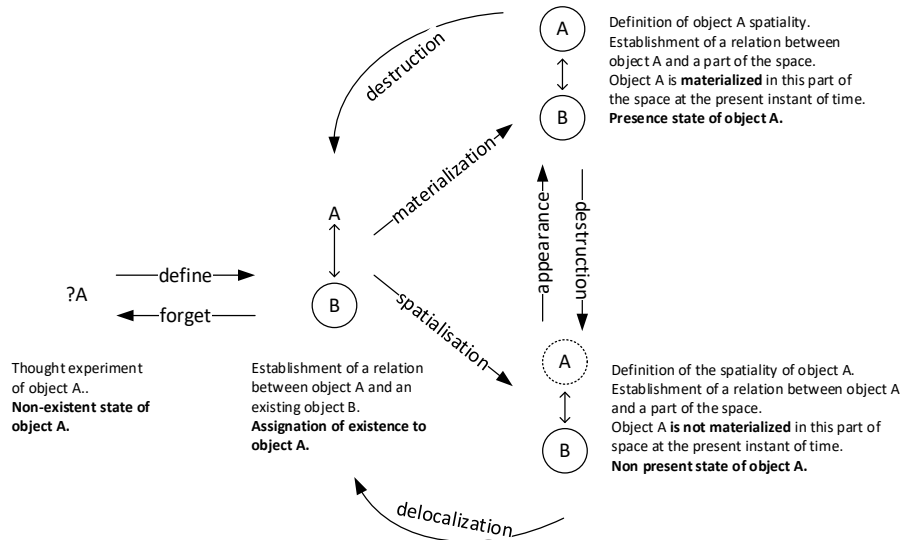 A
B
Definition of object A spatiality.
Establishment of a relation between
object A and a part of the space.
Object A is materialized in this part of
the space at the present instant of time.
Presence state of object A.
destruction
materialization
A
B
define
?A
forget
spatialisation
appearance
destruction
A
B
Thought experiment
of object A..
Non-existent state of
object A.
Establishment of a relation
between object A and an
existing object B.
Assignation of existence to
object A.
Definition of the spatiality of object A.
Establishment of a relation between object A
and a part of the space.
Object A is not materialized in this part of
space at the present instant of time.
Non present state of object A.
delocalization